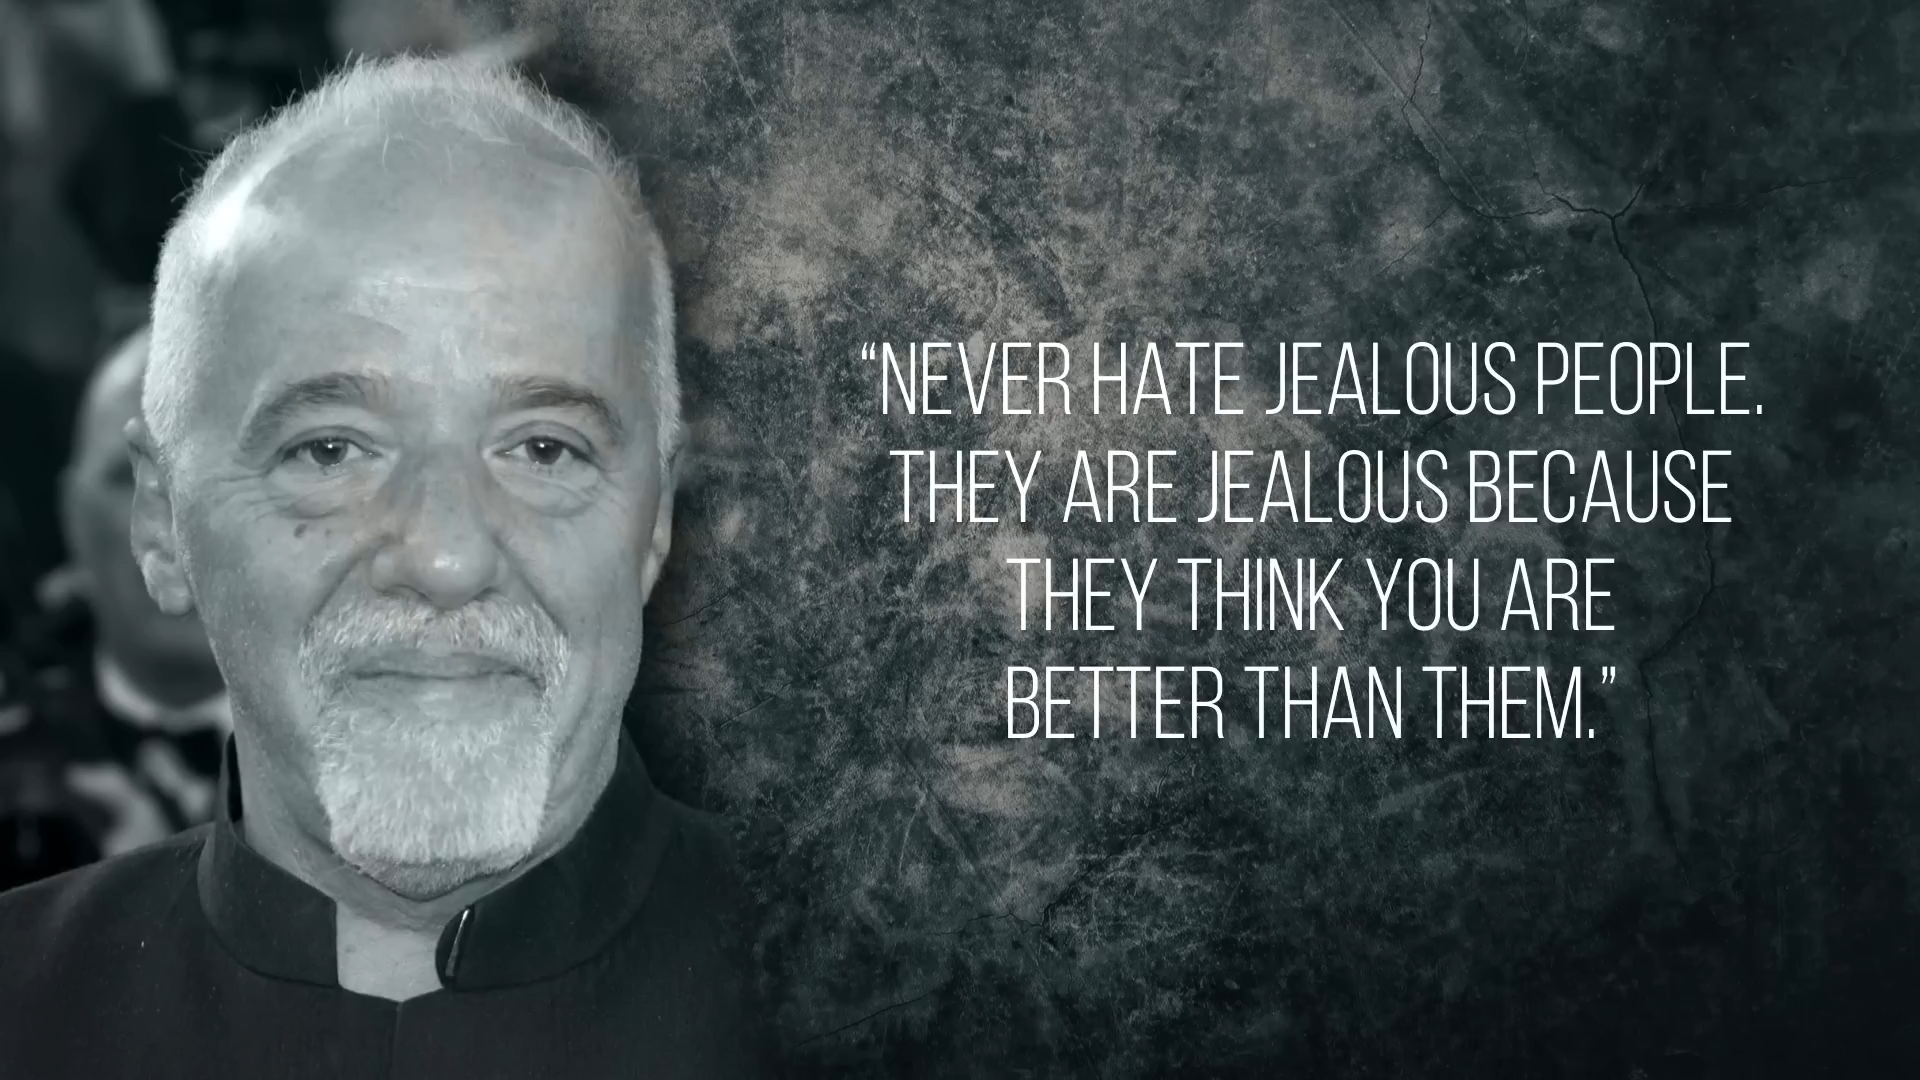 “NEVER HATE JEALOUS PEOPLE.
THEY ARE JEALOUS BECAUSE
THEY THINK YOU ARE
BETTER THAN THEM.”